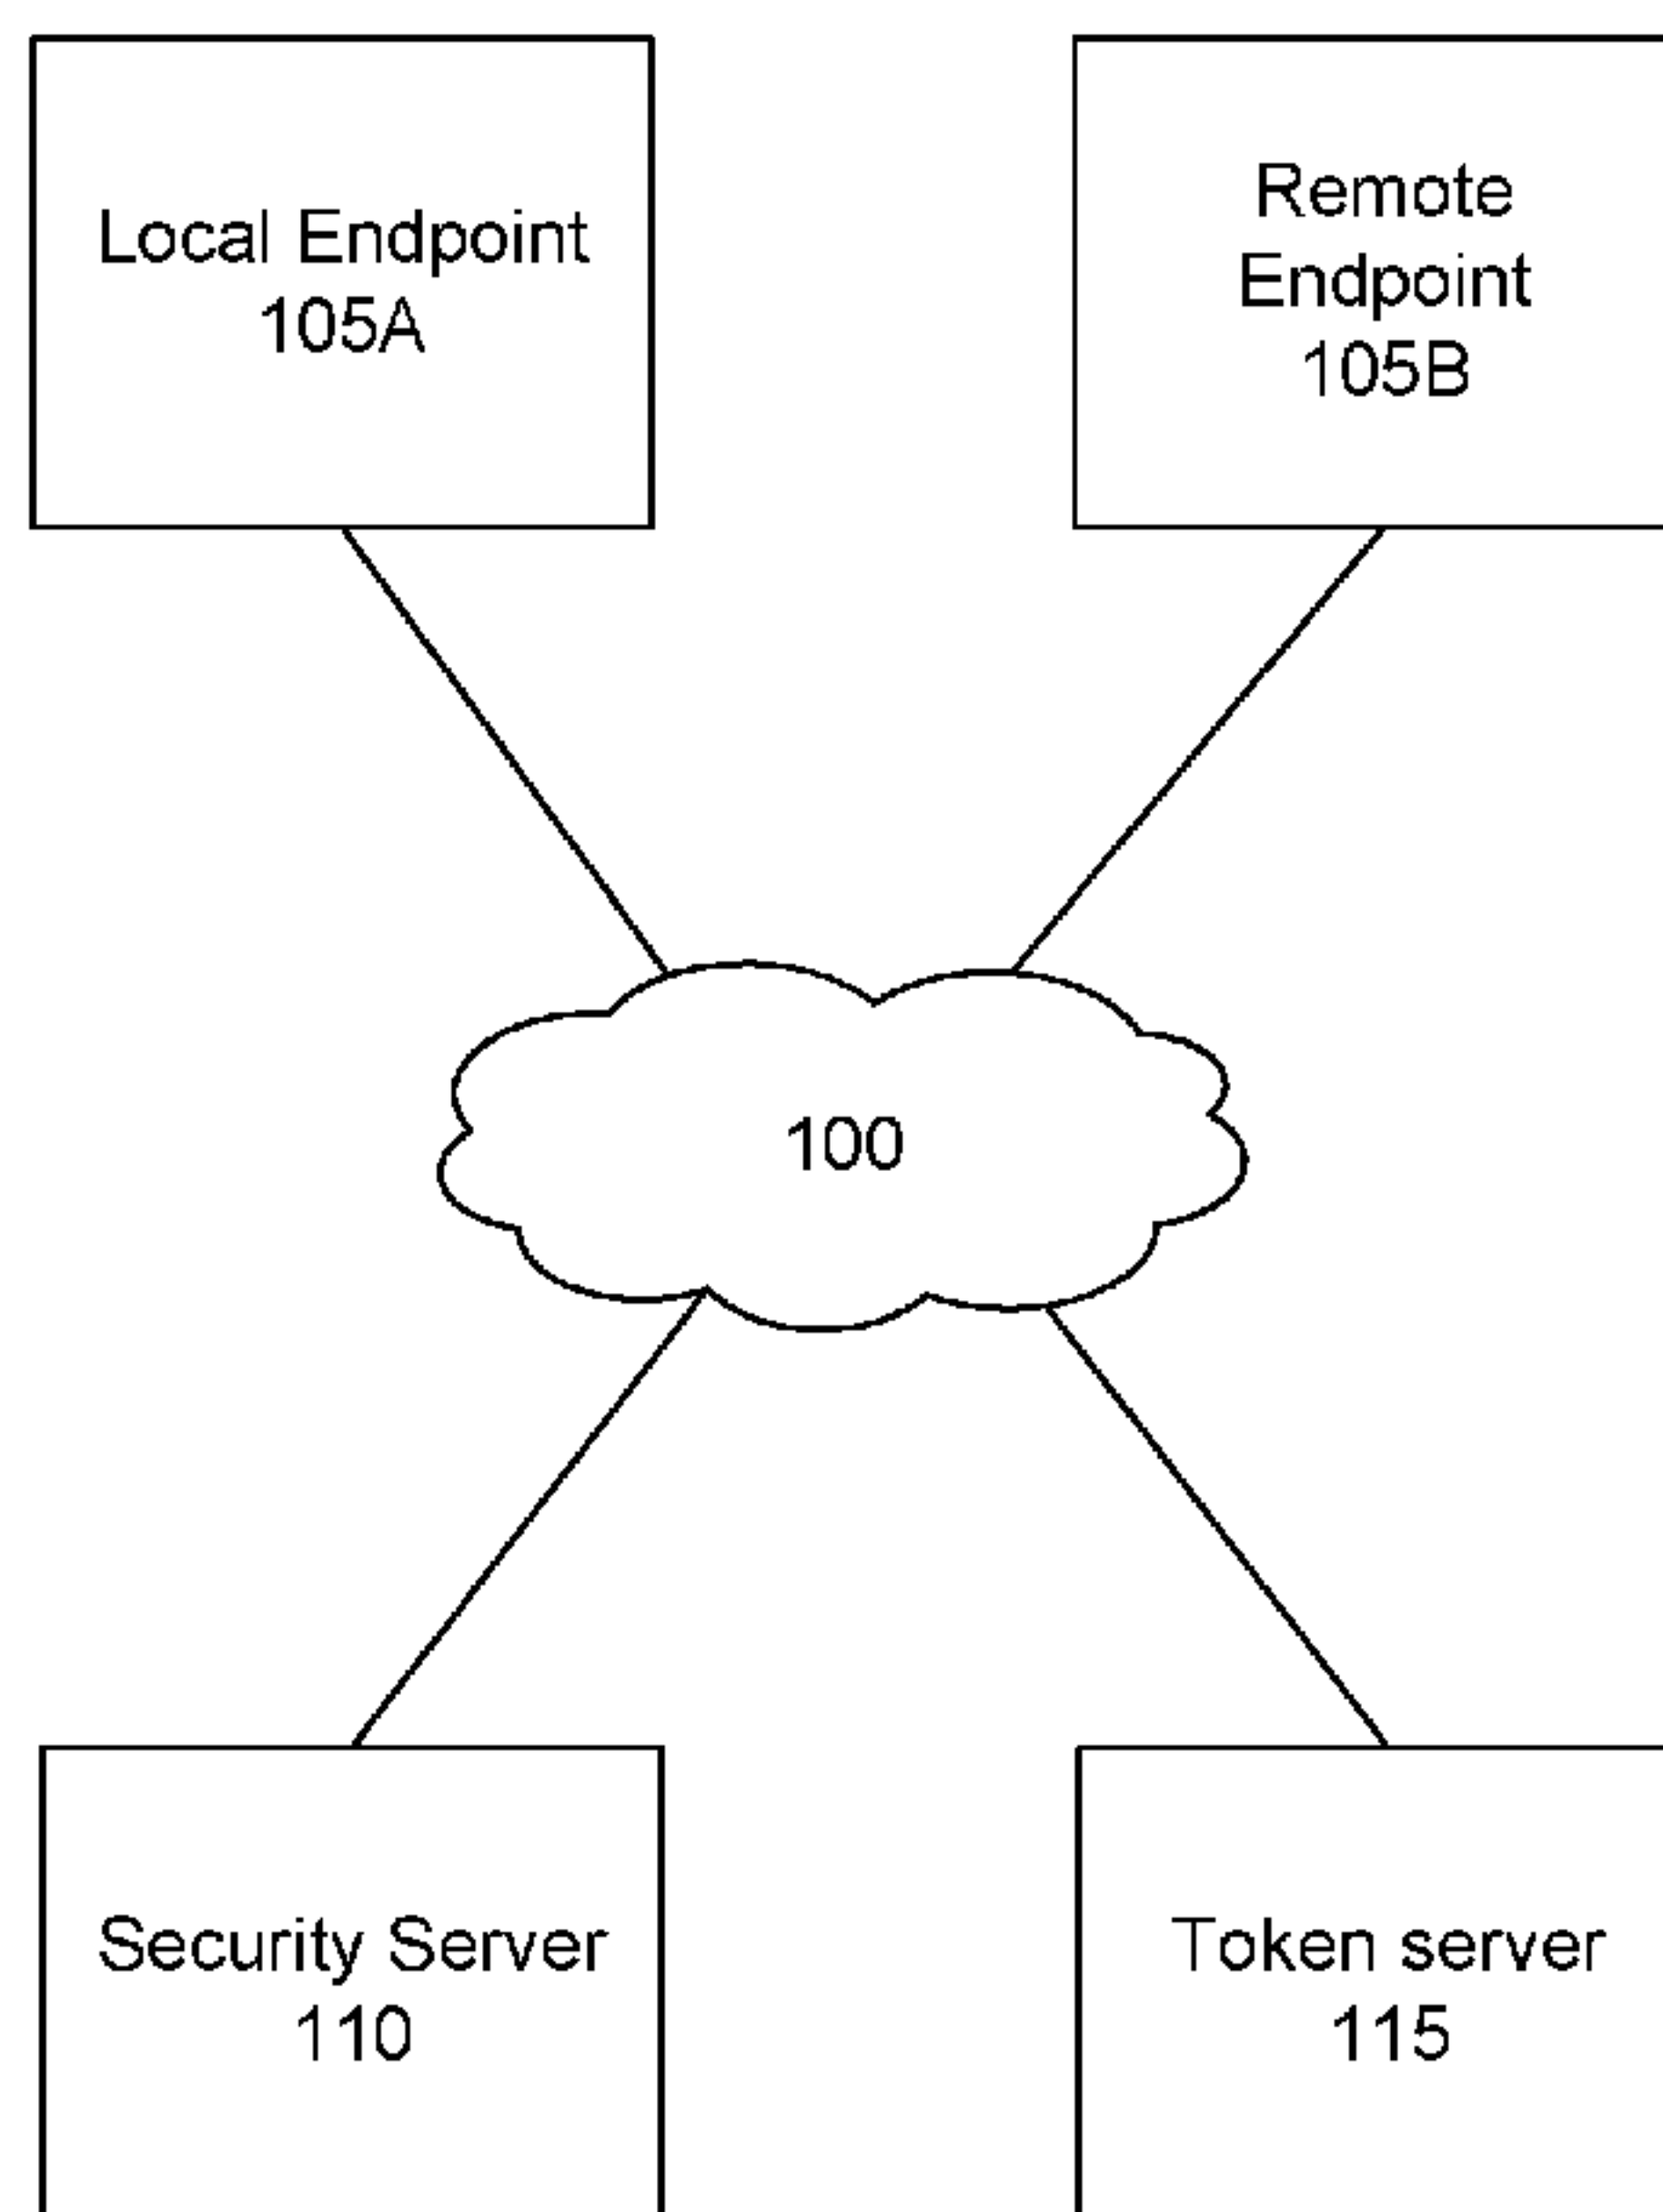 Local Endpoint
105A
Remote
Endpoint
105B
100
Security Server
110
Token server
115